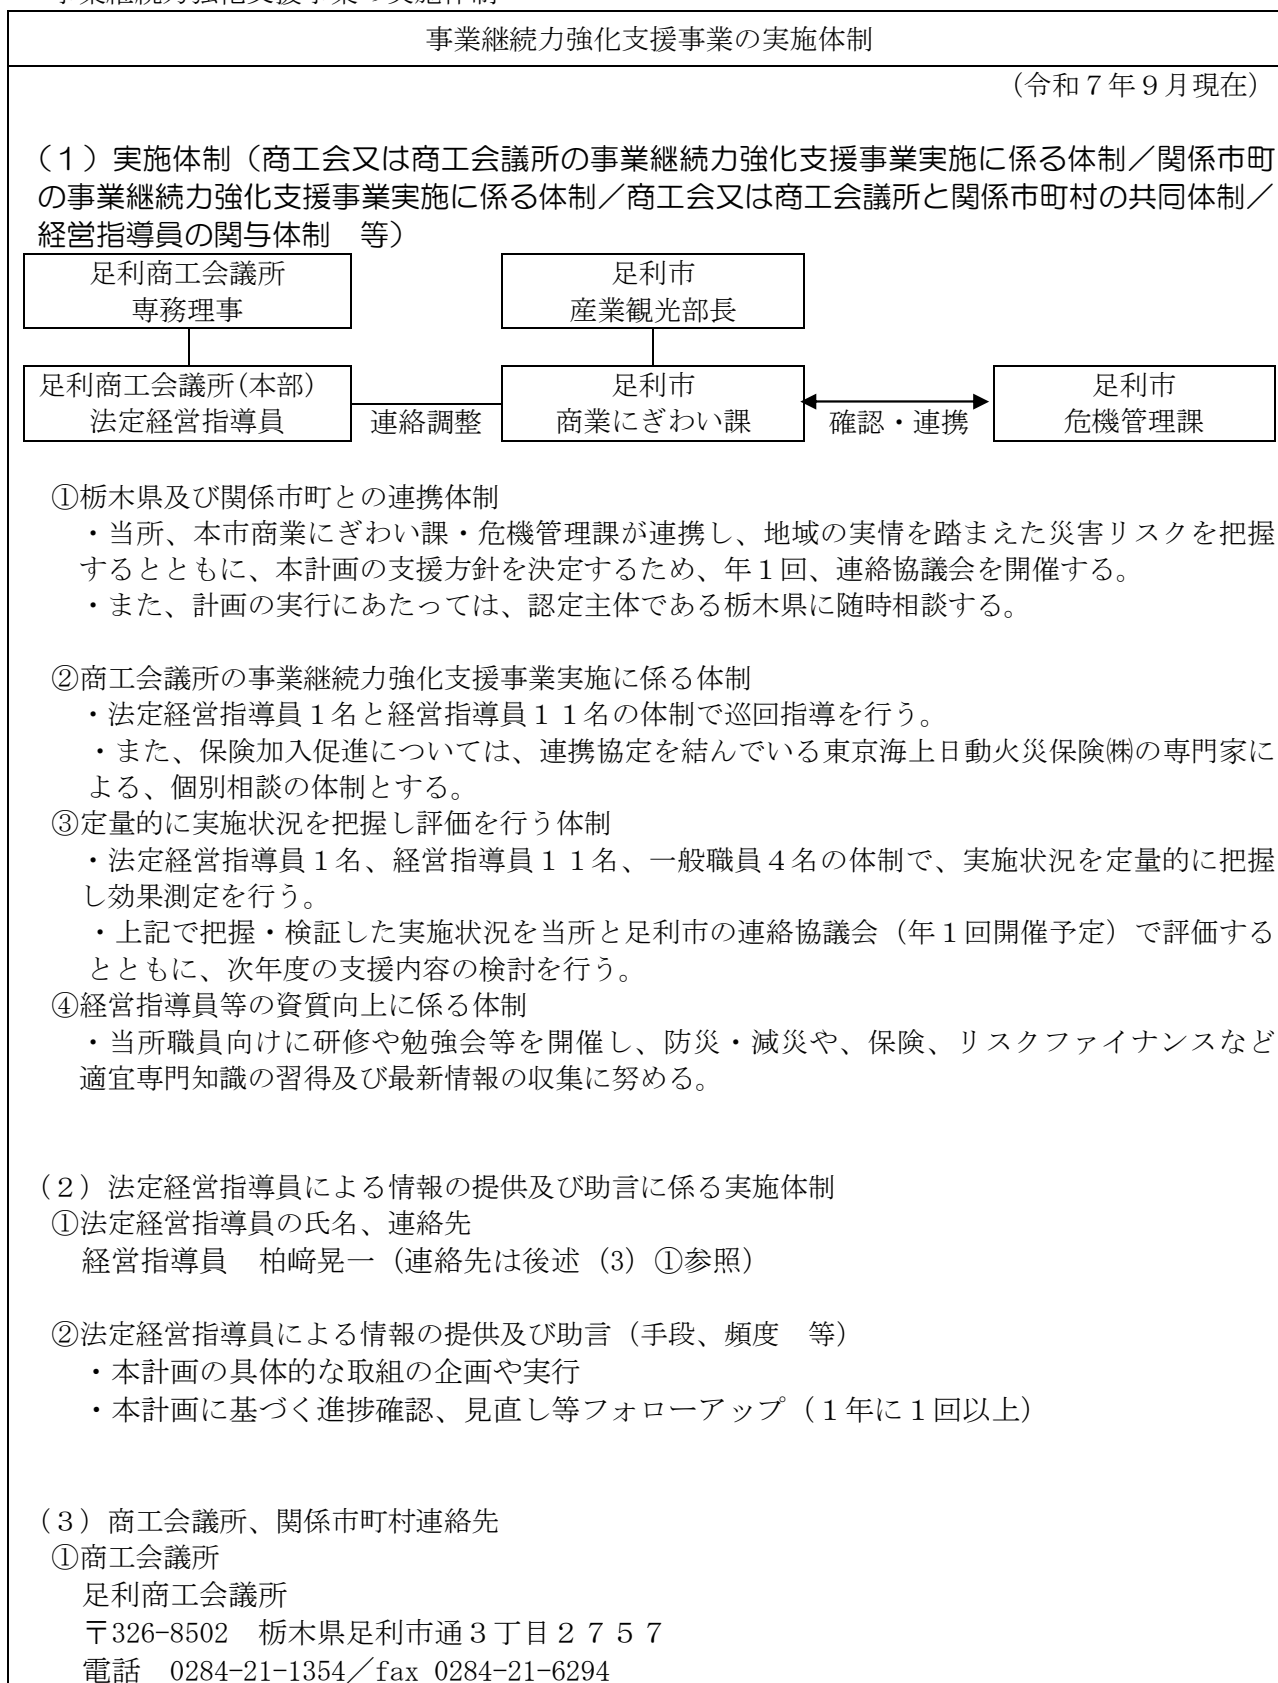 事業継続力強化支援事業の実施体制
事業継続力強化支援事業の実施体制
（令和７年９月現在）
（１）実施体制（商工会又は商工会議所の事業継続力強化支援事業実施に係る体制／関係市町
の事業継続力強化支援事業実施に係る体制／商工会又は商工会議所と関係市町村の共同体制／
経営指導員の関与体制　等）
足利商工会議所
専務理事
足利市
産業観光部長
足利商工会議所(本部)
法定経営指導員
連絡調整
足利市
商業にぎわい課
確認・連携
足利市
危機管理課
①栃木県及び関係市町との連携体制
・当所、本市商業にぎわい課・危機管理課が連携し、地域の実情を踏まえた災害リスクを把握
するとともに、本計画の支援方針を決定するため、年１回、連絡協議会を開催する。
・また、計画の実行にあたっては、認定主体である栃木県に随時相談する。
②商工会議所の事業継続力強化支援事業実施に係る体制
・法定経営指導員１名と経営指導員１１名の体制で巡回指導を行う。
・また、保険加入促進については、連携協定を結んでいる東京海上日動火災保険㈱の専門家に
よる、個別相談の体制とする。
③定量的に実施状況を把握し評価を行う体制
・法定経営指導員１名、経営指導員１１名、一般職員４名の体制で、実施状況を定量的に把握
し効果測定を行う。
・上記で把握・検証した実施状況を当所と足利市の連絡協議会（年１回開催予定）で評価する
とともに、次年度の支援内容の検討を行う。
④経営指導員等の資質向上に係る体制
・当所職員向けに研修や勉強会等を開催し、防災・減災や、保険、リスクファイナンスなど
適宜専門知識の習得及び最新情報の収集に努める。
（２）法定経営指導員による情報の提供及び助言に係る実施体制
①法定経営指導員の氏名、連絡先
経営指導員　柏﨑晃一（連絡先は後述（3）①参照）
②法定経営指導員による情報の提供及び助言（手段、頻度　等）
・本計画の具体的な取組の企画や実行
・本計画に基づく進捗確認、見直し等フォローアップ（１年に１回以上）
（３）商工会議所、関係市町村連絡先
①商工会議所
足利商工会議所
〒326-8502　栃木県足利市通３丁目２７５７
電話　0284-21-1354／fax 0284-21-6294